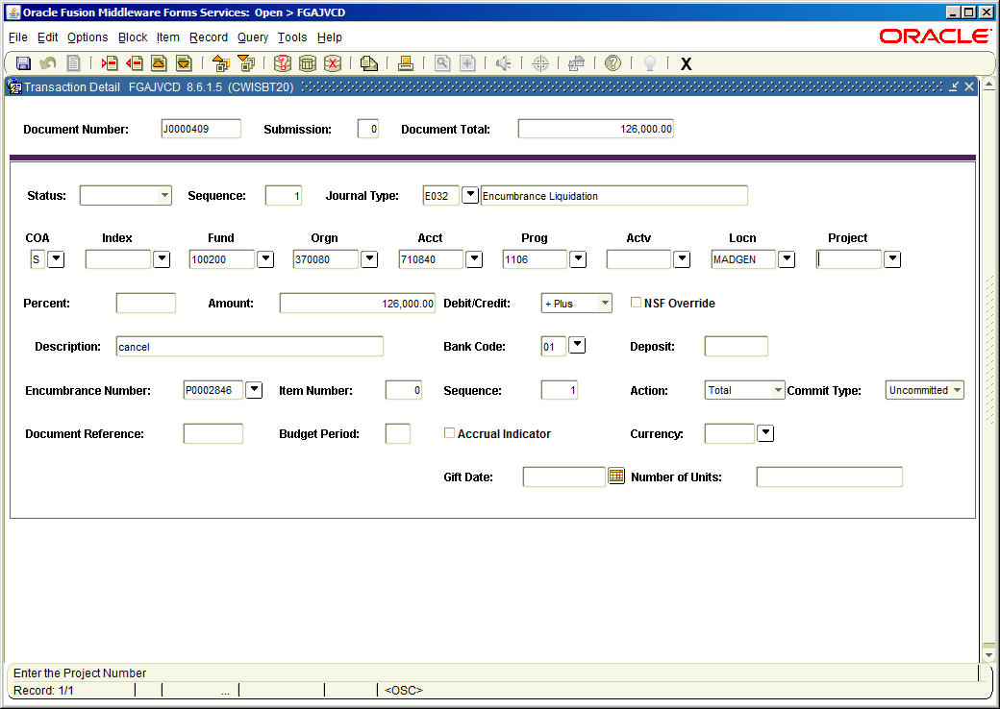 Oracle Fusion Middleware Forms Services: Open > FGAJVCD
File Edit Options Block Item Record Query Tools Help
ORACLE
X
Transaction Detail FGAJVCD 8.6.1.5 (CWISBT20)
Document Number: J0000409 Submission: 0 Document Total: 126,000.00
Status: Sequence: 1 Journal Type: E032 Encumbrance Liquidation
COA Index Fund Orgn Acct Prog Actv Locn Project
S 100200 370080 710840 1106 MADGEN
Percent: Amount: 126,000.00 Debit/Credit: + Plus NSF Override
Description: cancel Bank Code: 01 Deposit:
Encumbrance Number: P0002846 Item Number: 0 Sequence: 1 Action: Total Commit Type: Uncommitted
Document Reference: Budget Period: Accrual Indicator Currency:
Gift Date: Number of Units:
Enter the Project Number
Record: 1/1 ... <OSC>